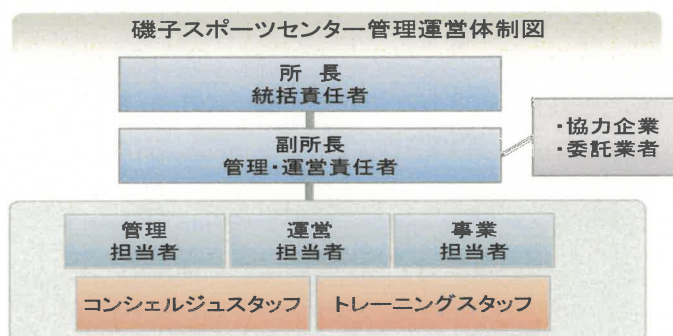 磯子スポーツセンター管理運営体制図
所 長
統括責任者
副所長
管理・運営責任者
・協力企業
・委託業者
管理
担当者
運営
担当者
事業
担当者
コンシェルジュスタッフ
トレーニングスタッフ